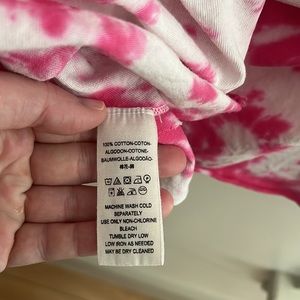 100% COTTON-COTON-
ALGODON-COTONE-
BAUMWOLLE-ALGODÃO-
MACHINE WASH COLD
SEPARATELY
USE ONLY NON-CHLORINE
BLEACH
TUMBLE DRY LOW
LOW IRON AS NEEDED
MAY BE DRY CLEANED